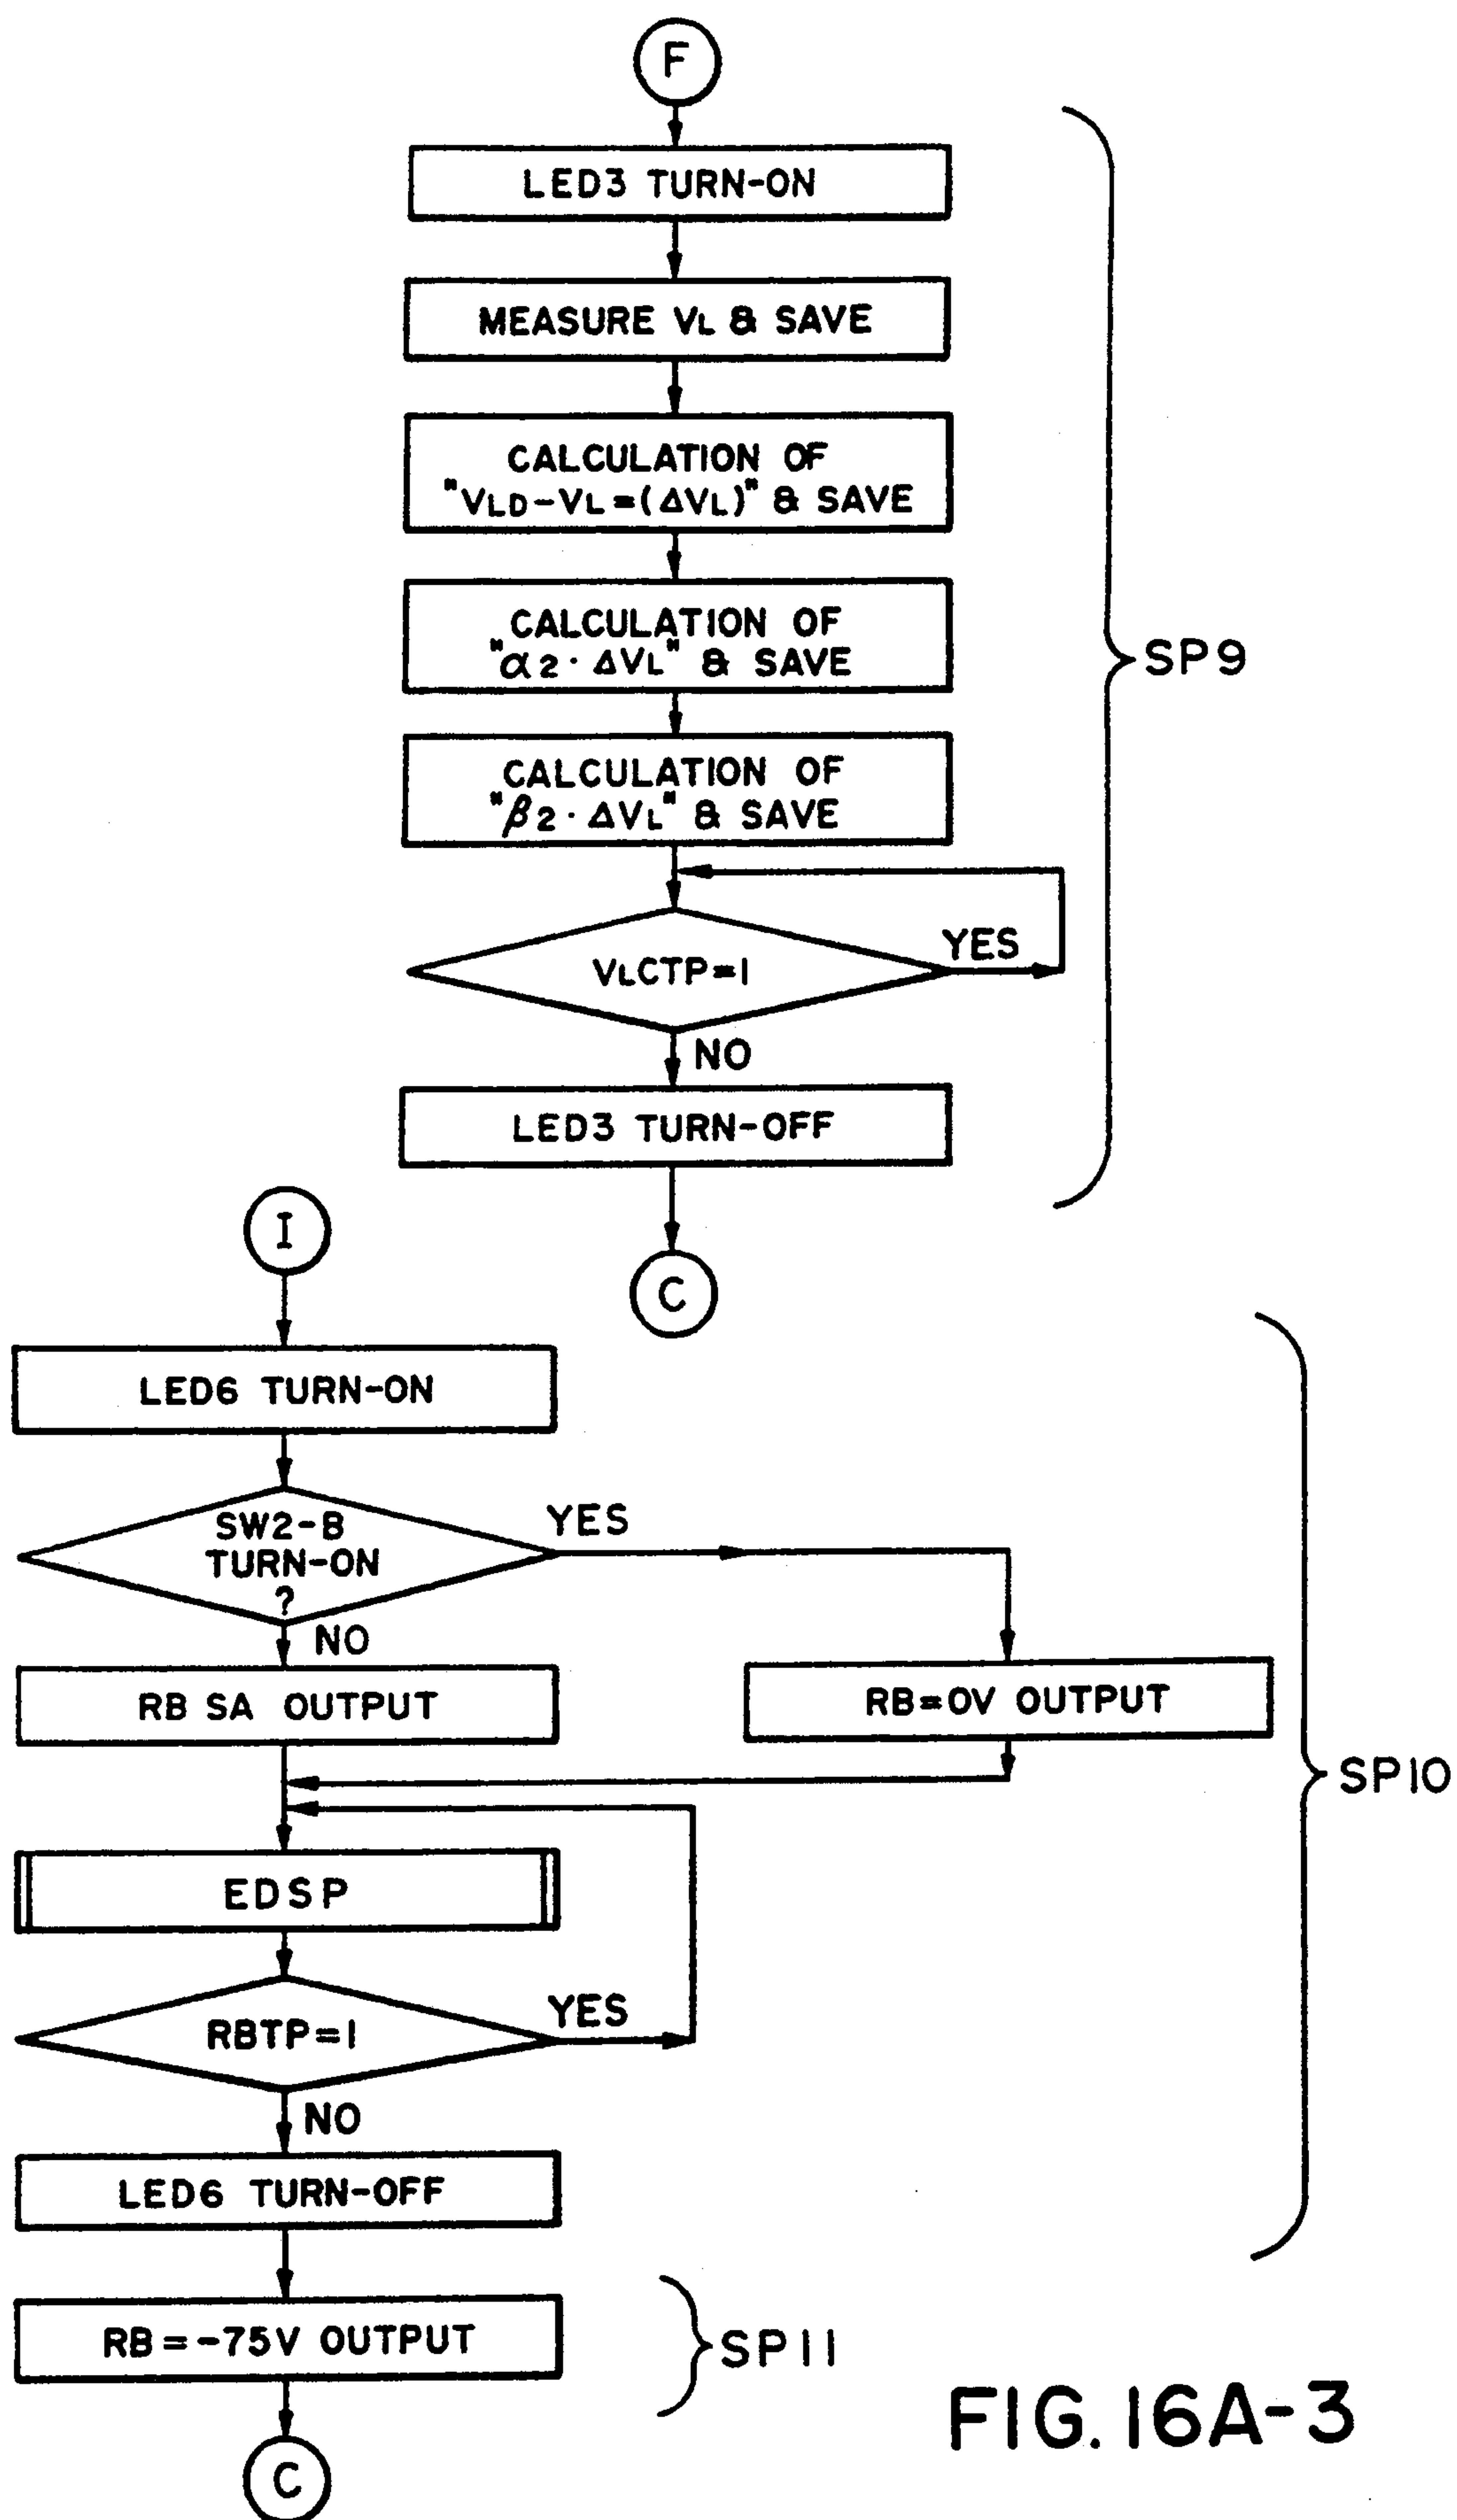 F
LED3 TURN-ON
MEASURE VL & SAVE
CALCULATION OF
"VLD-VL=(ΔVL)" & SAVE
CALCULATION OF
"α2·ΔVL" & SAVE
SP9
CALCULATION OF
"β2·ΔVL" & SAVE
YES
VLCTP=1
NO
LED3 TURN-OFF
I
C
LED6 TURN-ON
SW2-B
TURN-ON
?
YES
NO
RB SA OUTPUT
RB=0V OUTPUT
SP10
EDSP
YES
RBTP=1
NO
LED6 TURN-OFF
RB=-75V OUTPUT
SP11
C
FIG.16A-3